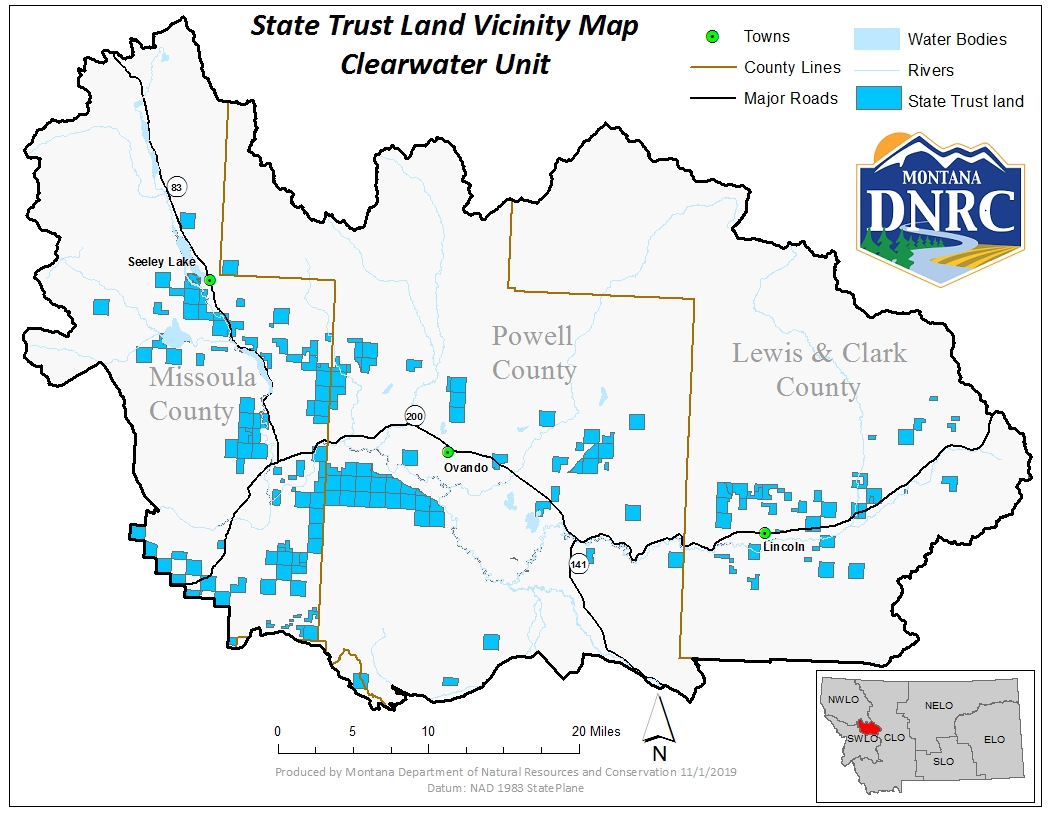 State Trust Land Vicinity Map
Clearwater Unit
Towns
County Lines
Major Roads
Water Bodies
Rivers
State Trust land
MONTANA
DNRC
83
Seeley Lake
Missoula
County
Powell
County
Lewis & Clark
County
200
Ovando
Lincoln
141
0 5 10 20 Miles
N
Produced by Montana Department of Natural Resources and Conservation 11/1/2019
Datum: NAD 1983 StatePlane
NWLO
NELO
SWLO
CLO
ELO
SLO